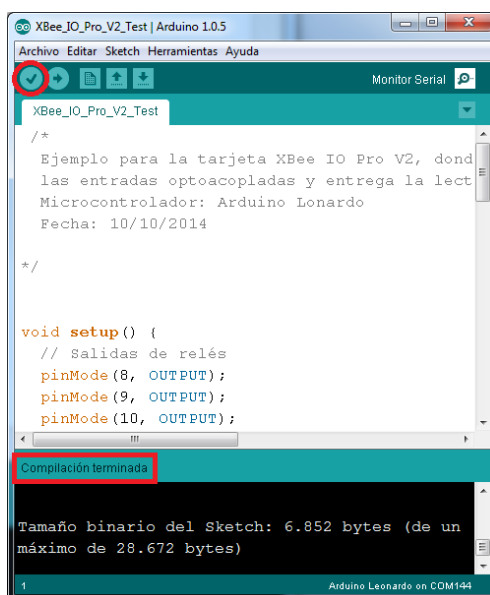 XBee_IO_Pro_V2_Test | Arduino 1.0.5
Archivo Editar Sketch Herramientas Ayuda
Monitor Serial
XBee_IO_Pro_V2_Test
/*
Ejemplo para la tarjeta XBee IO Pro V2, dond
las entradas optoacopladas y entrega la lect
Microcontrolador: Arduino Lonardo
Fecha: 10/10/2014
*/
void setup() {
// Salidas de relés
pinMode(8, OUTPUT);
pinMode(9, OUTPUT);
pinMode(10, OUTPUT);
Compilación terminada
Tamaño binario del Sketch: 6.852 bytes (de un
máximo de 28.672 bytes)
1
Arduino Leonardo on COM144